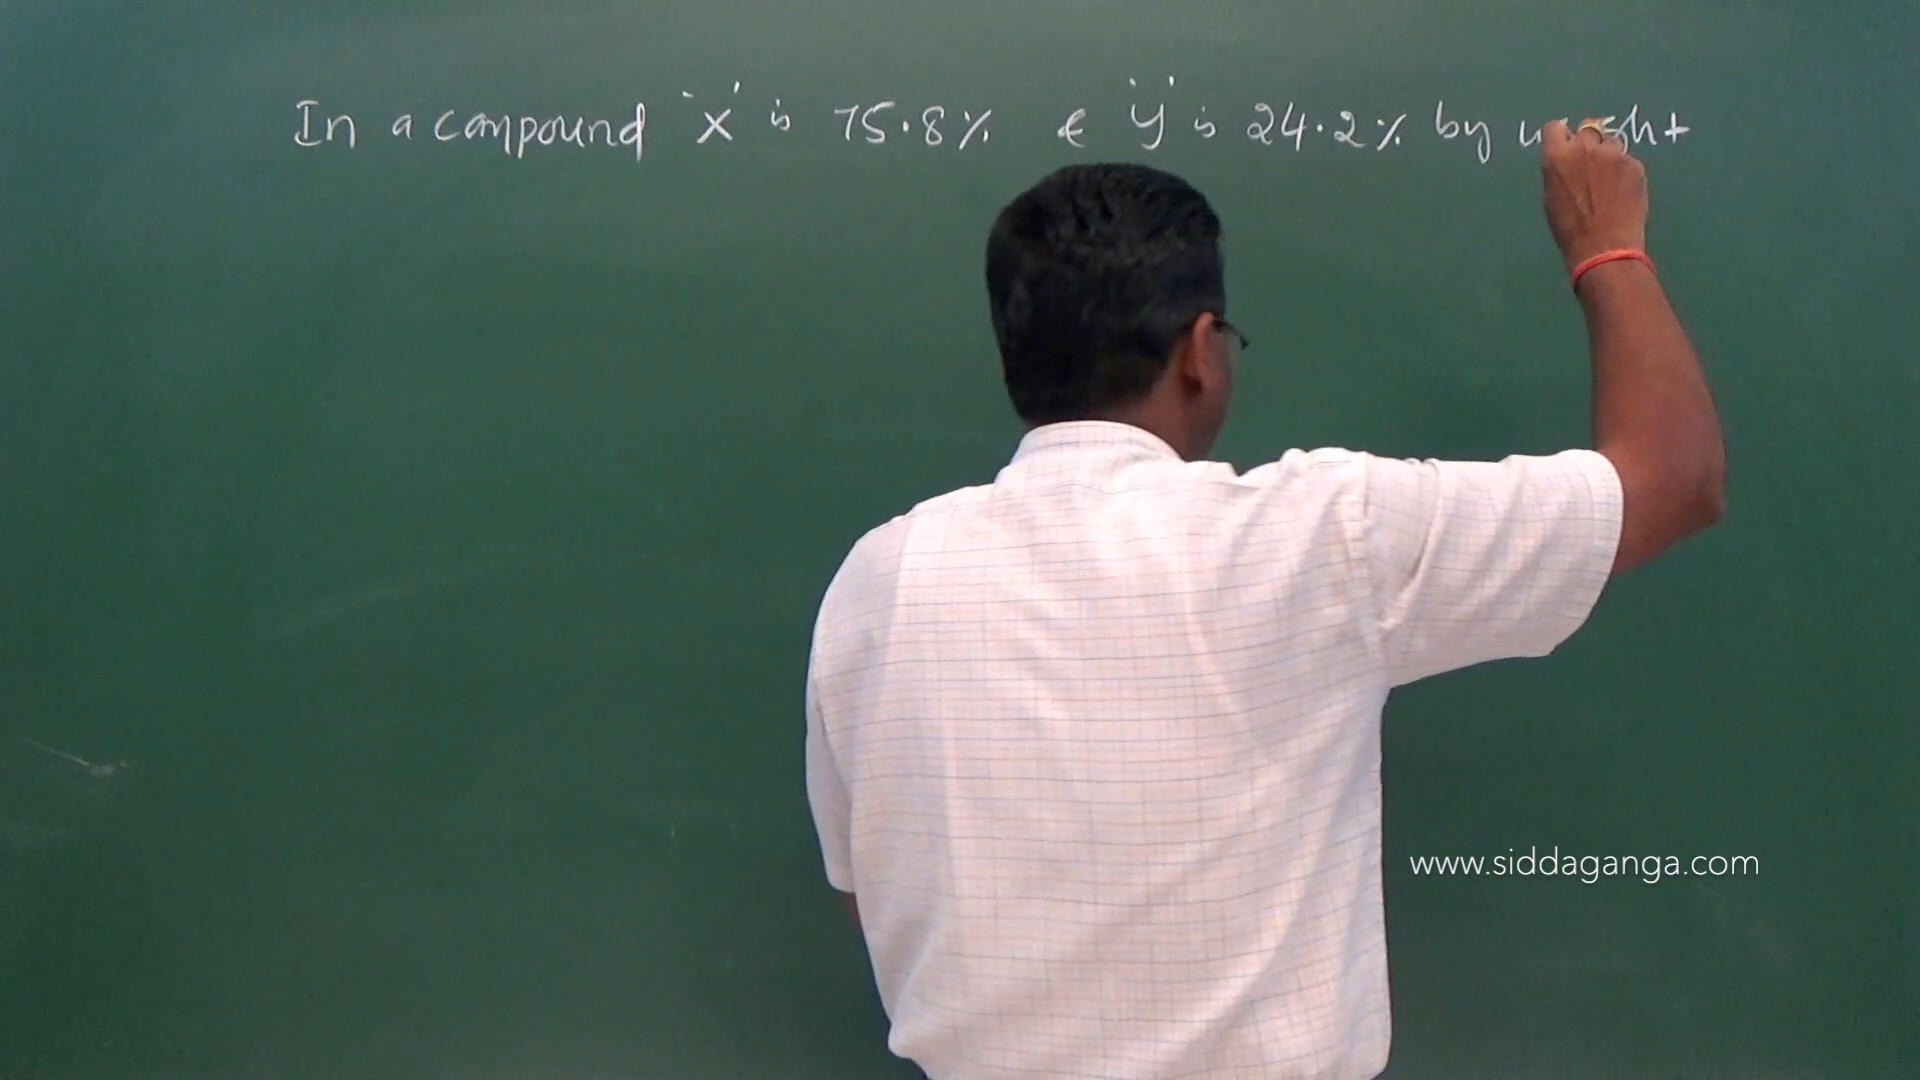 In a compound 'x' is 75.8% & 'y' is 24.2% by weight
www.siddaganga.com